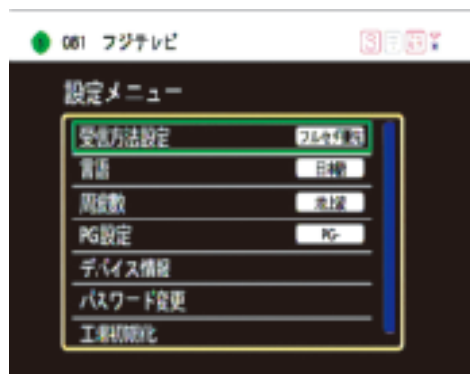 061 フジテレビ
設定メニュー
受信方法設定
言語 日本語
周波数
PG設定 PG-
デバイス情報
パスワード変更
工場初期化